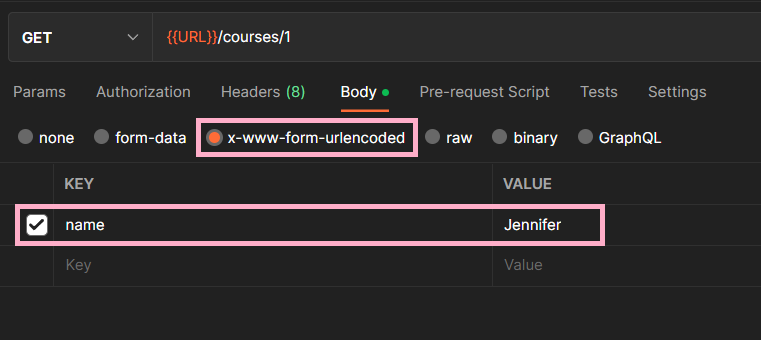 GET {{URL}}/courses/1
Params Authorization Headers (8) Body Pre-request Script Tests Settings
none form-data x-www-form-urlencoded raw binary GraphQL
KEY VALUE
name Jennifer
Key Value